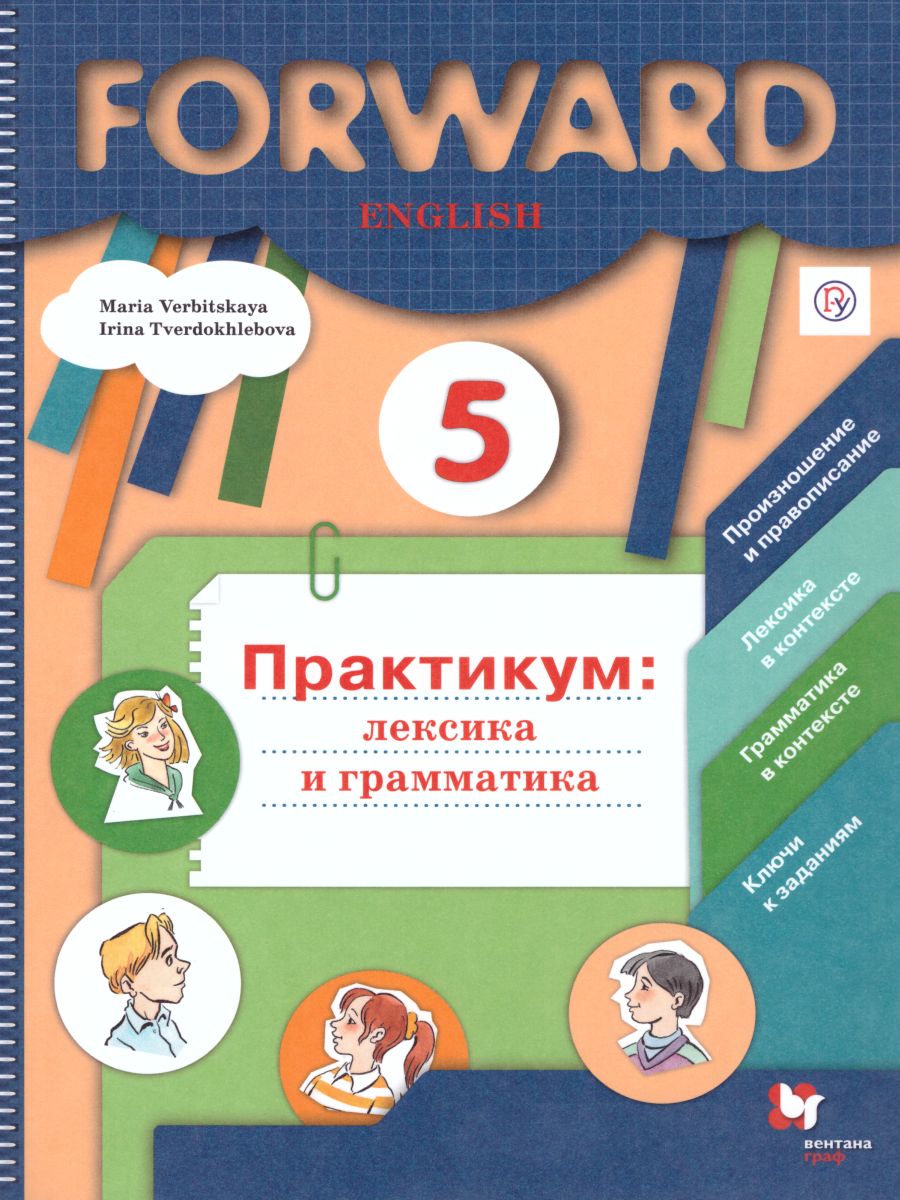 FORWARD
ENGLISH
Maria Verbitskaya
Irina Tverdokhlebova
5
Произношение
и правописание
Лексика
в контексте
Грамматика
в контексте
Ключи
к заданиям
Практикум:
лексика
и грамматика
вентана
граф